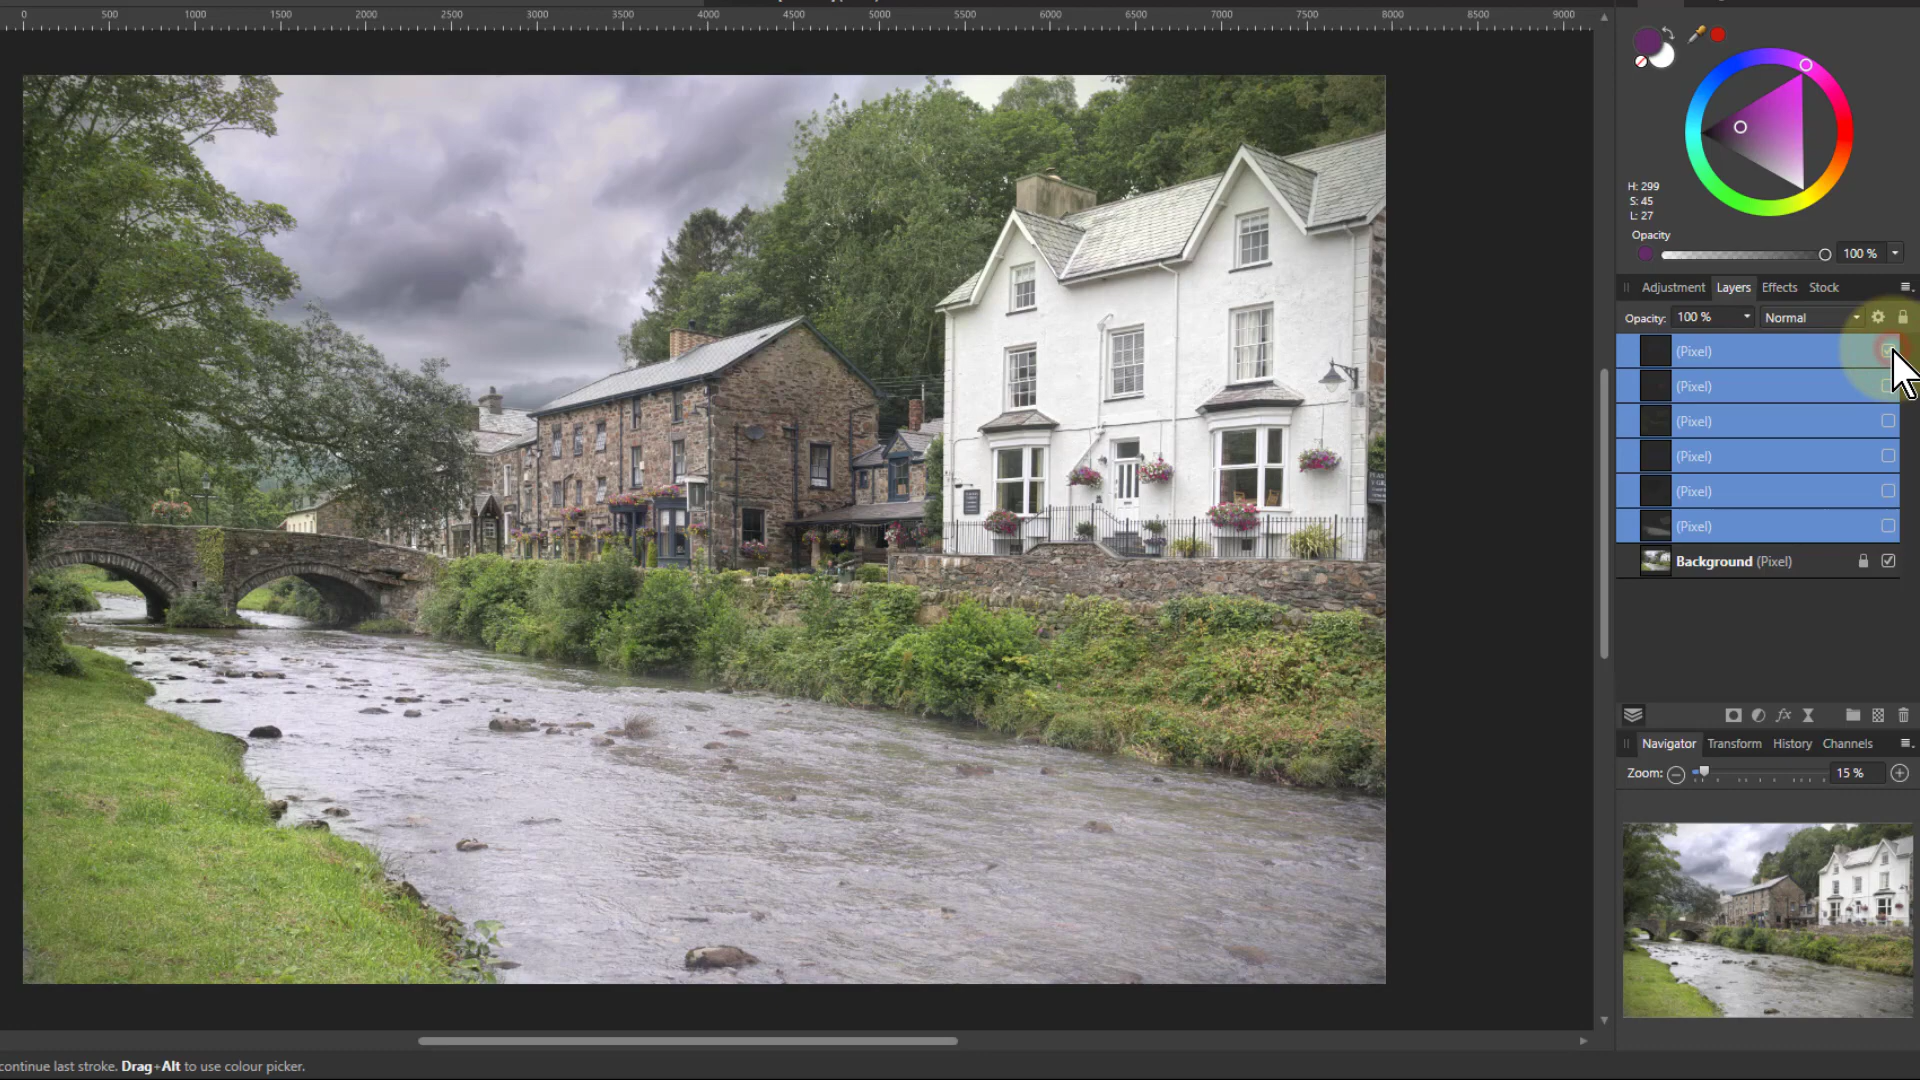 0 500 1000 1500 2000 2500 3000 3500 4000 4500 5000 5500 6000 6500 7000 7500 8000 8500 9000
H: 299
S: 45
L: 27
Opacity
100 %
Adjustment Layers Effects Stock
Opacity: 100 % Normal
(Pixel)
(Pixel)
(Pixel)
(Pixel)
(Pixel)
(Pixel)
Background (Pixel)
fx
Navigator Transform History Channels
Zoom: 15 %
continue last stroke. Drag+Alt to use colour picker.